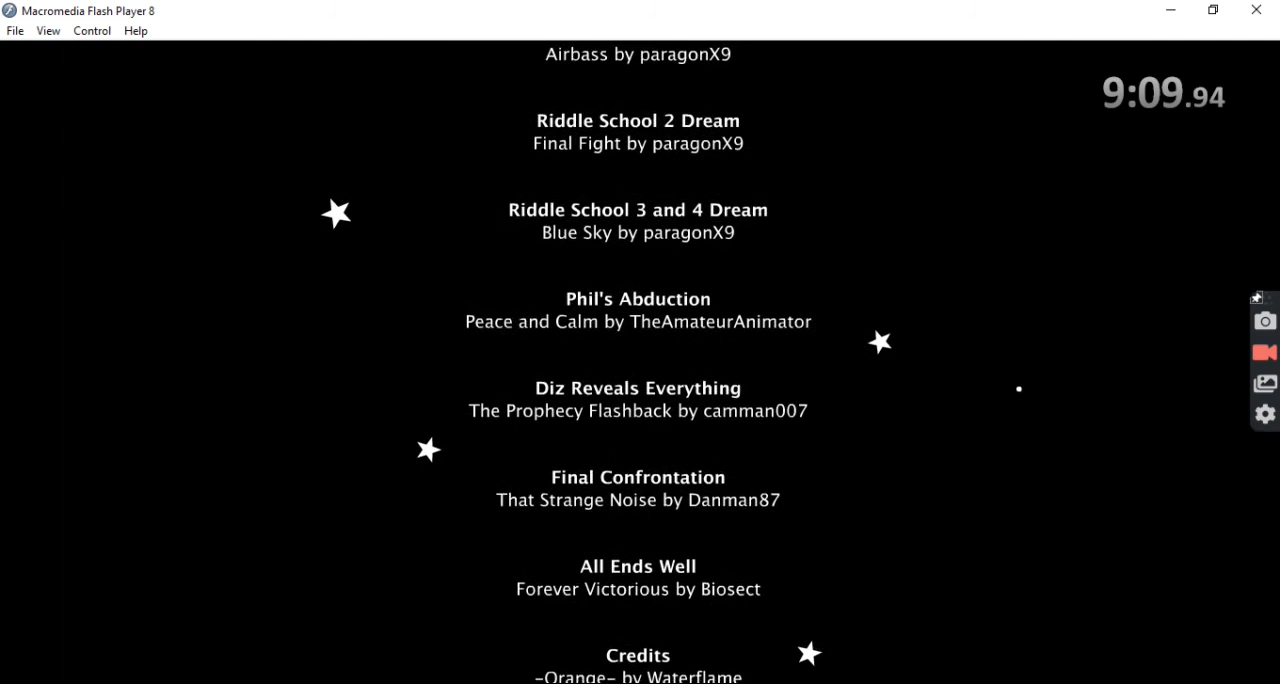 Macromedia Flash Player 8
File View Control Help
Airbass by paragonX9
9:09.94
Riddle School 2 Dream
Final Fight by paragonX9
Riddle School 3 and 4 Dream
Blue Sky by paragonX9
Phil's Abduction
Peace and Calm by TheAmateurAnimator
Diz Reveals Everything
The Prophecy Flashback by camman007
Final Confrontation
That Strange Noise by Danman87
All Ends Well
Forever Victorious by Biosect
Credits
-Orange- by Waterflame